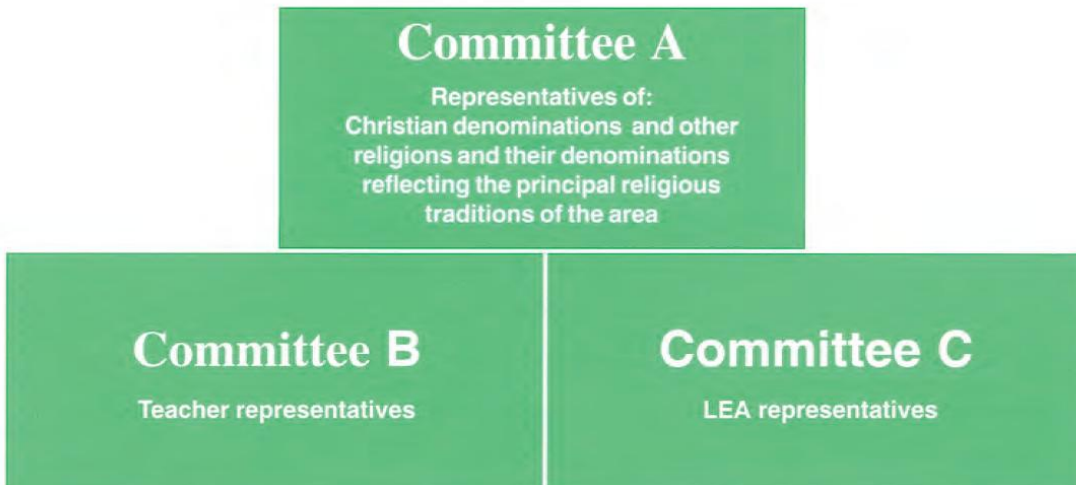 Committee A
Representatives of:
Christian denominations and other
religions and their denominations
reflecting the principal religious
traditions of the area
Committee B
Teacher representatives
Committee C
LEA representatives